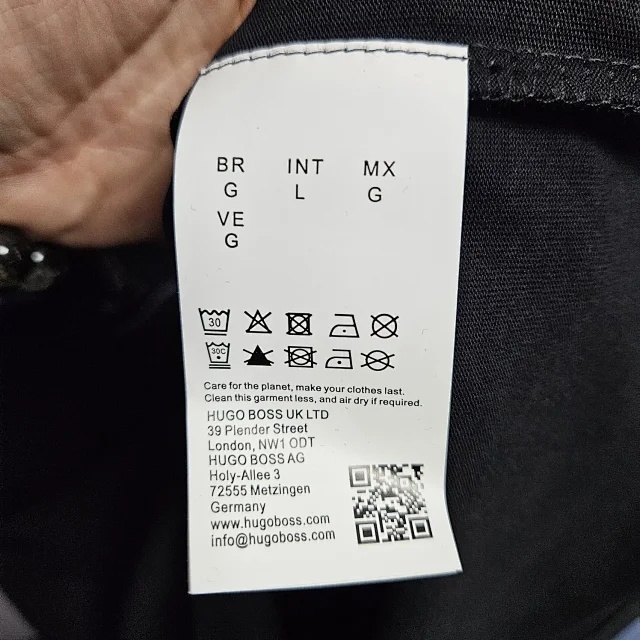 BR INT MX
G L G
VE
G
30
30C
Care for the planet, make your clothes last.
Clean this garment less, and air dry if required.
HUGO BOSS UK LTD
39 Plender Street
London, NW1 0DT
HUGO BOSS AG
Holy-Allee 3
72555 Metzingen
Germany
www.hugoboss.com
info@hugoboss.com